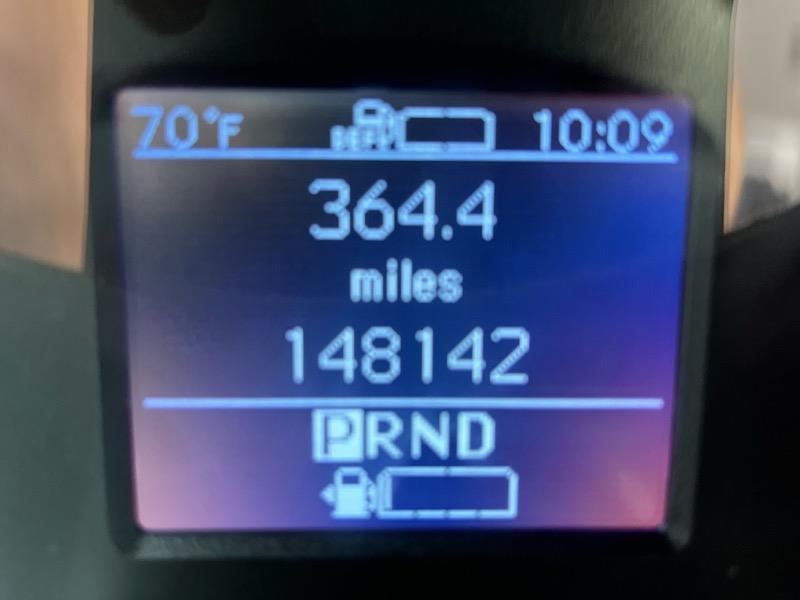 70°F DEF 10:09
364.4
miles
148142
PRND